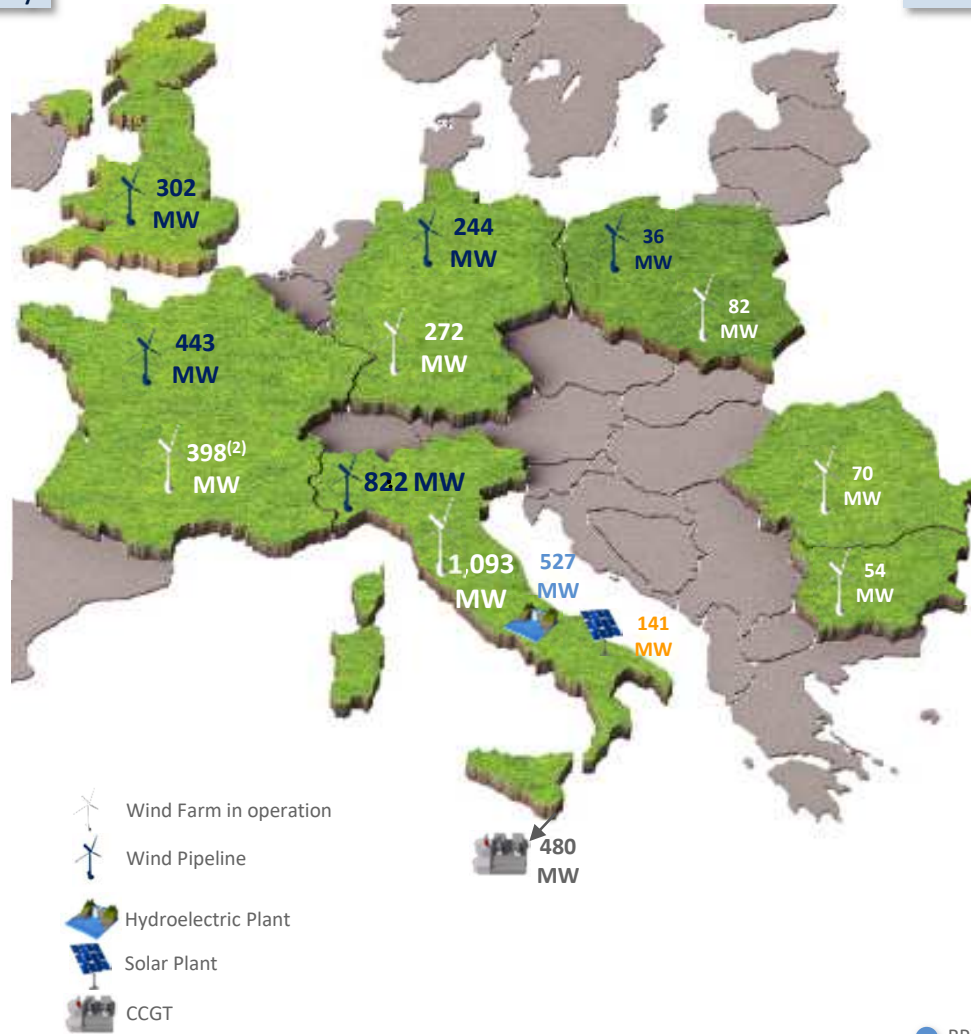 302
MW
244
MW
36
MW
82
MW
272
MW
443
MW
398(2)
MW
822 MW
70
MW
1,093
MW
527
MW
54
MW
141
MW
480
MW
Wind Farm in operation
Wind Pipeline
Hydroelectric Plant
Solar Plant
CCGT